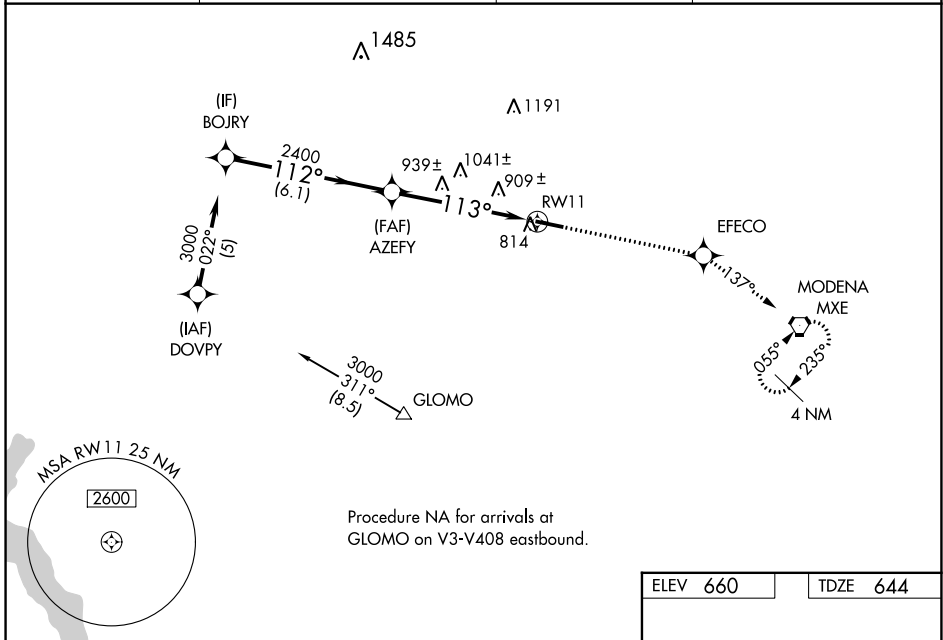 1485
(IF)
BOJRY
1191
2400
112°
(6.1)
939±
1041±
909±
113°
RW11
(FAF)
AZEFY
814
EFECO
3000
022°
(5)
137°
MODENA
MXE
(IAF)
DOVPY
055°
235°
4 NM
3000
311°
(8.5)
GLOMO
MSA RW11 25 NM
2600
Procedure NA for arrivals at
GLOMO on V3-V408 eastbound.
ELEV 660
TDZE 644